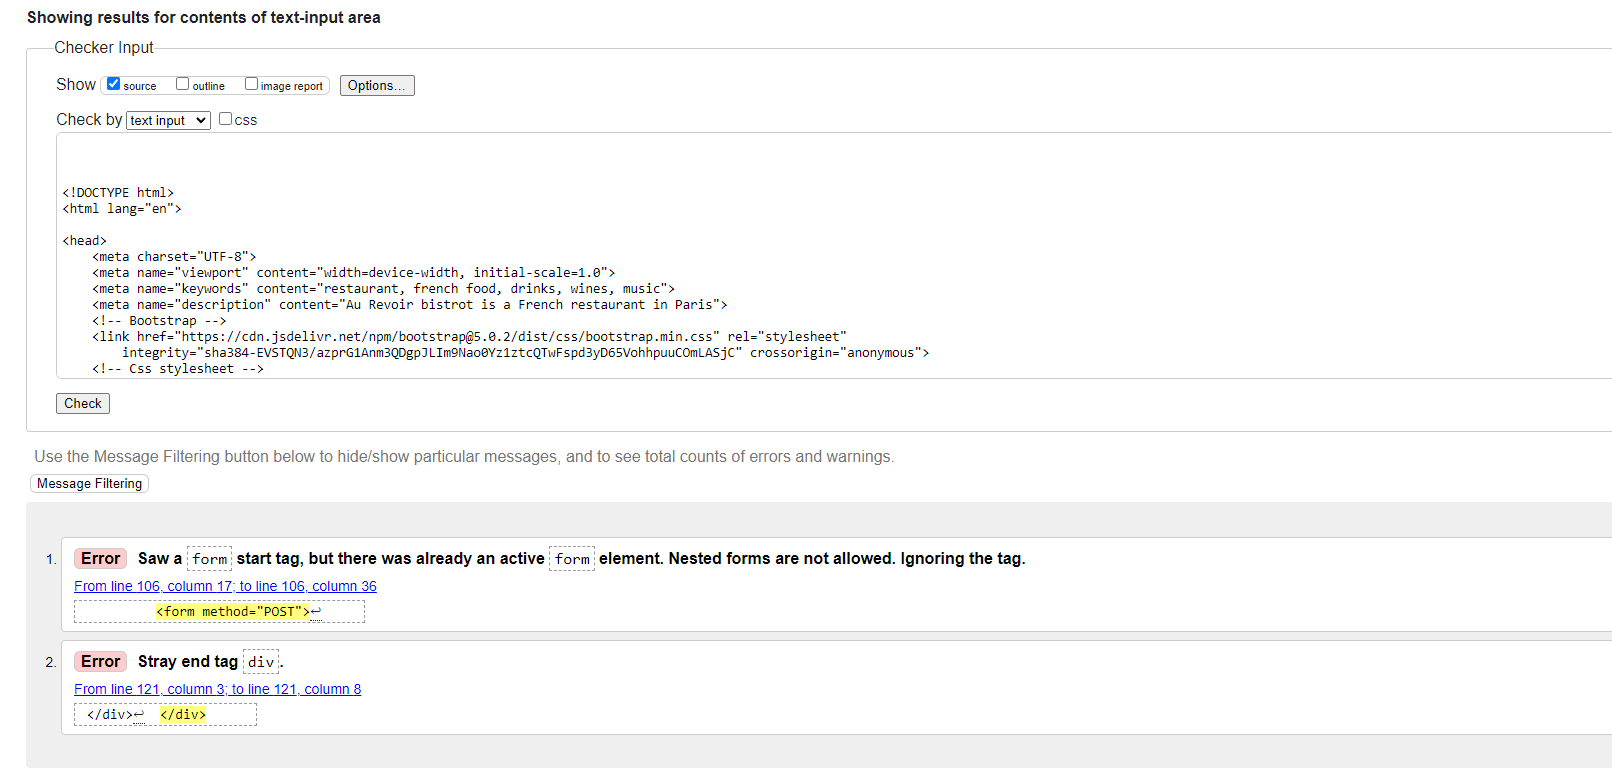 Showing results for contents of text-input area
Checker Input
Show source outline image report Options...
Check by text input css
<!DOCTYPE html>
<html lang="en">
<head>
<meta charset="UTF-8">
<meta name="viewport" content="width=device-width, initial-scale=1.0">
<meta name="keywords" content="restaurant, french food, drinks, wines, music">
<meta name="description" content="Au Revoir bistrot is a French restaurant in Paris">
<!-- Bootstrap -->
<link href="https://cdn.jsdelivr.net/npm/bootstrap@5.0.2/dist/css/bootstrap.min.css" rel="stylesheet"
integrity="sha384-EVSTQN3/azprG1Anm3QDgpJLIm9Nao0Yz1ztcQTwFspd3yD65VohhpuuCOmLASjC" crossorigin="anonymous">
<!-- Css stylesheet -->
Check
Use the Message Filtering button below to hide/show particular messages, and to see total counts of errors and warnings.
Message Filtering
1. Error Saw a form start tag, but there was already an active form element. Nested forms are not allowed. Ignoring the tag.
From line 106, column 17; to line 106, column 36
<form method="POST">↩
2. Error Stray end tag div.
From line 121, column 3; to line 121, column 8
</div>↩ </div>